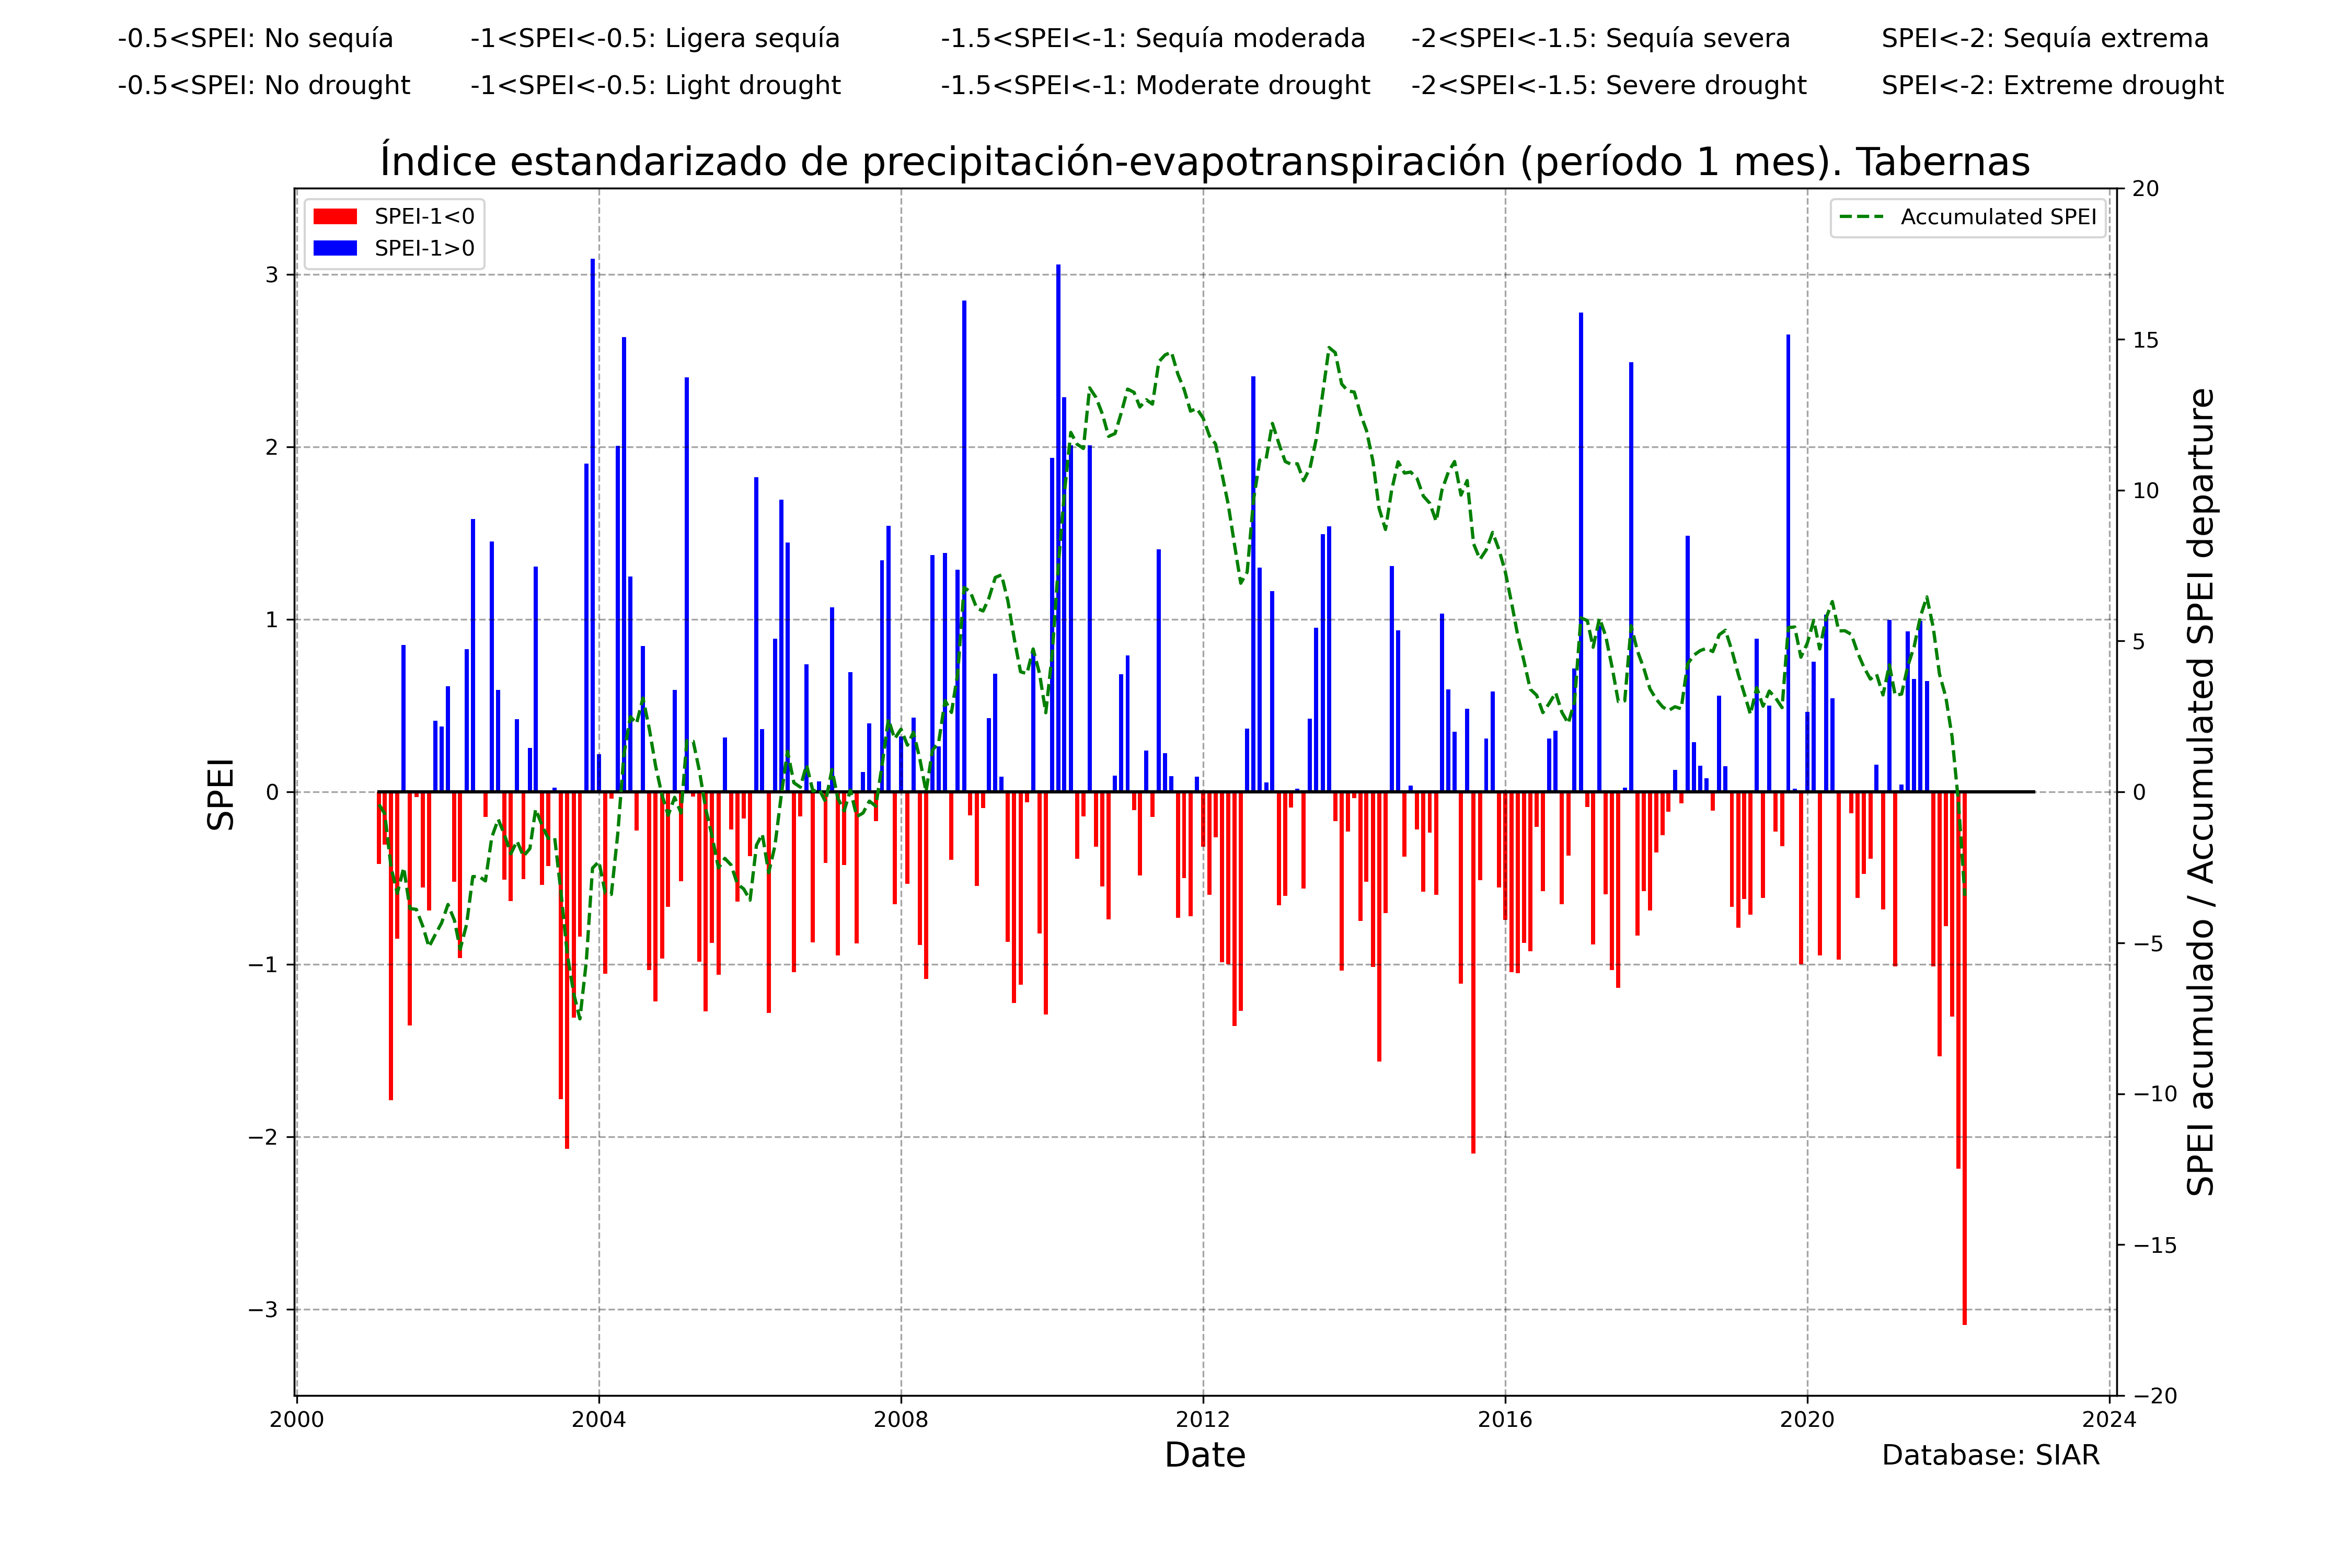 -0.5<SPEI: No sequía -1<SPEI<-0.5: Ligera sequía -1.5<SPEI<-1: Sequía moderada -2<SPEI<-1.5: Sequía severa SPEI<-2: Sequía extrema
-0.5<SPEI: No drought -1<SPEI<-0.5: Light drought -1.5<SPEI<-1: Moderate drought -2<SPEI<-1.5: Severe drought SPEI<-2: Extreme drought
Índice estandarizado de precipitación-evapotranspiración (período 1 mes). Tabernas
SPEI-1<0
SPEI-1>0
Accumulated SPEI
SPEI
3
2
1
0
−1
−2
−3
20
15
10
5
0
−5
−10
−15
−20
SPEI acumulado / Accumulated SPEI departure
2000 2004 2008 2012 2016 2020 2024
Date
Database: SIAR